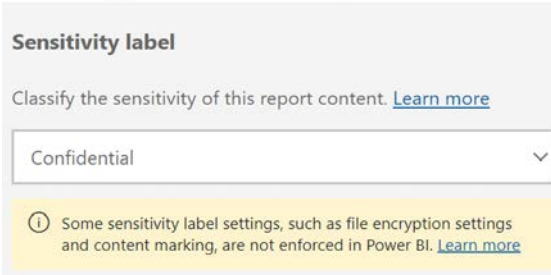 Sensitivity label
Classify the sensitivity of this report content. Learn more
Confidential
Some sensitivity label settings, such as file encryption settings
and content marking, are not enforced in Power BI. Learn more